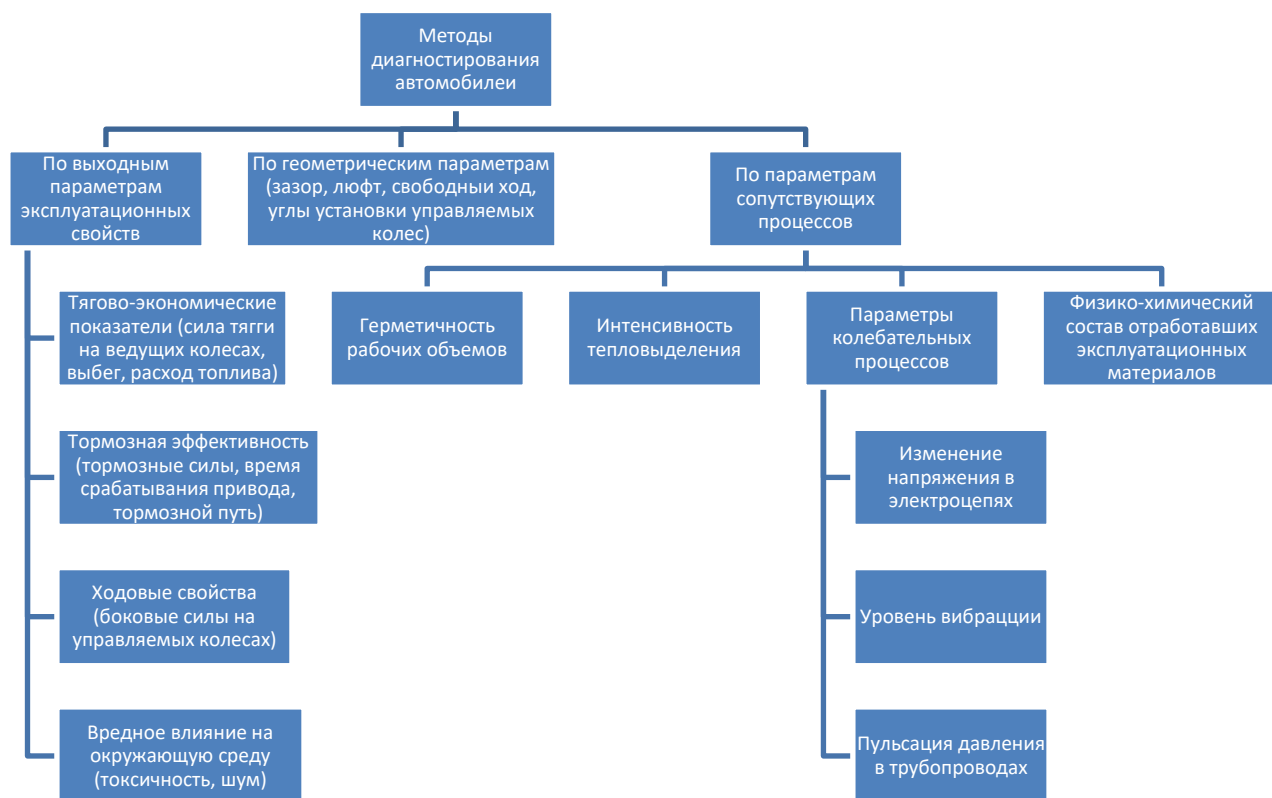 Методы
диагностирования
автомобилеи
По выходным
параметрам
эксплуатационных
свойств
По геометрическим параметрам
(зазор, люфт, свободныи ход,
углы установки управляемых
колес)
По параметрам
сопутствующих
процессов
Тягово-экономические
показатели (сила тягги
на ведущих колесах,
выбег, расход топлива)
Герметичность
рабочих объемов
Интенсивность
тепловыделения
Параметры
колебательных
процессов
Физико-химический
состав отработавших
эксплуатационных
материалов
Тормозная эффективность
(тормозные силы, время
срабатывания привода,
тормозной путь)
Изменение
напряжения в
электроцепях
Ходовые свойства
(боковые силы на
управляемых колесах)
Уровень вибрацции
Вредное влияние на
окружающую среду
(токсичность, шум)
Пульсация давления
в трубопроводах